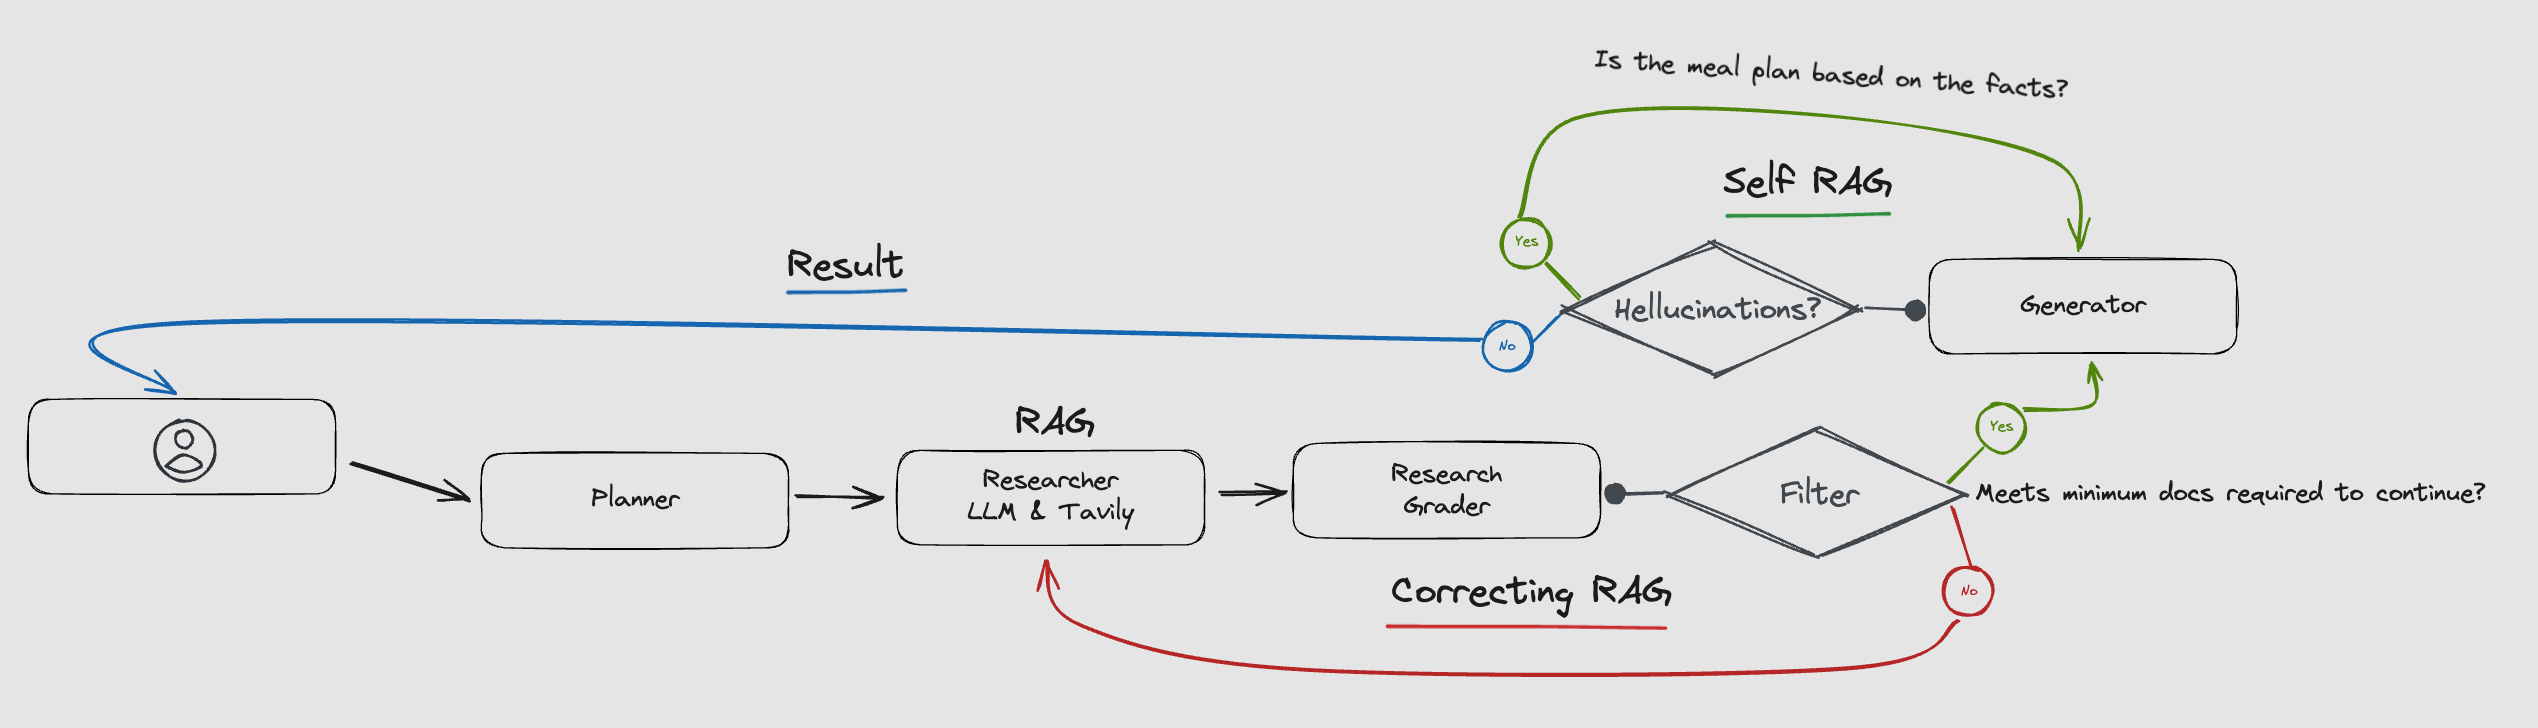 Is the meal plan based on the facts?
Self RAG
Yes
Result
Hellucinations?
Generator
No
RAG
Yes
Planner
Researcher
LLM & Tavily
Research
Grader
Filter
Meets minimum docs required to continue?
Correcting RAG
No